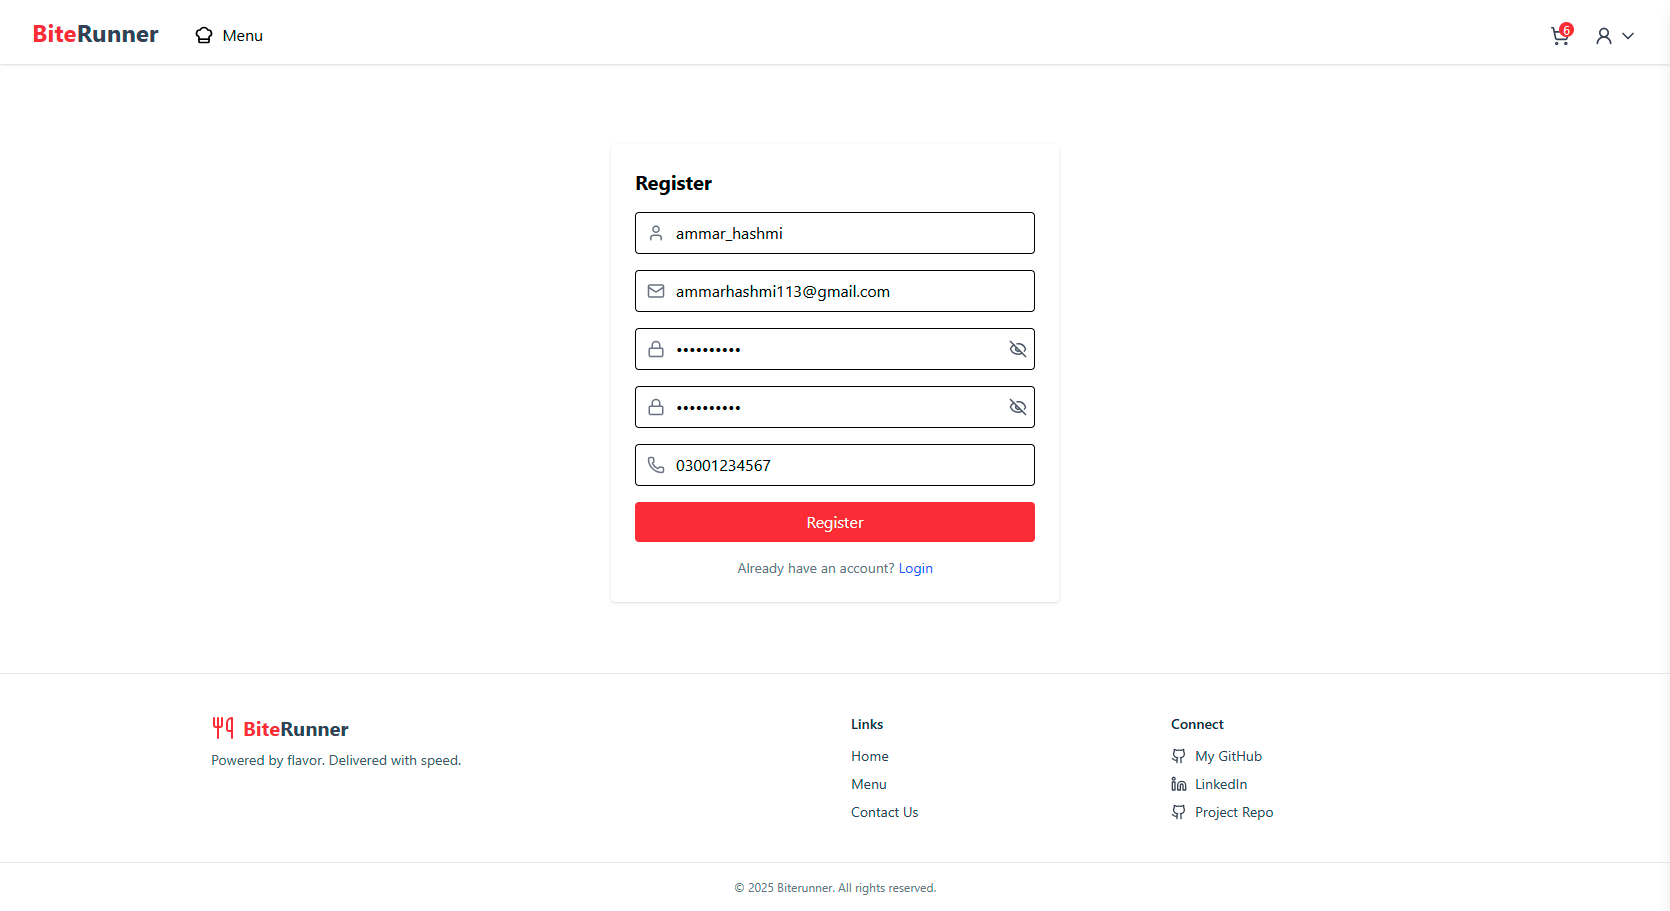 BiteRunner
Menu
6
Register
ammar_hashmi
ammarhashmi113@gmail.com
••••••••••
••••••••••
03001234567
Register
Already have an account? Login
BiteRunner
Powered by flavor. Delivered with speed.
Links
Home
Menu
Contact Us
Connect
My GitHub
LinkedIn
Project Repo
© 2025 Biterunner. All rights reserved.